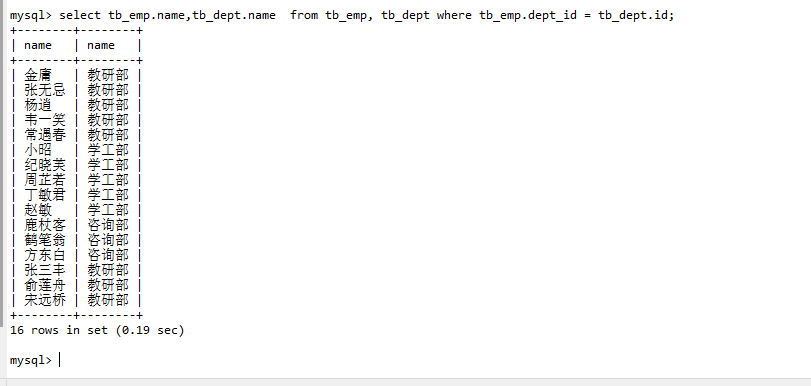 mysql> select tb_emp.name,tb_dept.name  from tb_emp, tb_dept where tb_emp.dept_id = tb_dept.id;
+--------+--------+
| name   | name   |
+--------+--------+
| 金庸   | 教研部 |
| 张无忌 | 教研部 |
| 杨逍   | 教研部 |
| 韦一笑 | 教研部 |
| 常遇春 | 教研部 |
| 小昭   | 学工部 |
| 纪晓芙 | 学工部 |
| 周芷若 | 学工部 |
| 丁敏君 | 学工部 |
| 赵敏   | 学工部 |
| 鹿杖客 | 咨询部 |
| 鹤笔翁 | 咨询部 |
| 方东白 | 咨询部 |
| 张三丰 | 教研部 |
| 俞莲舟 | 教研部 |
| 宋远桥 | 教研部 |
+--------+--------+
16 rows in set (0.19 sec)
mysql>